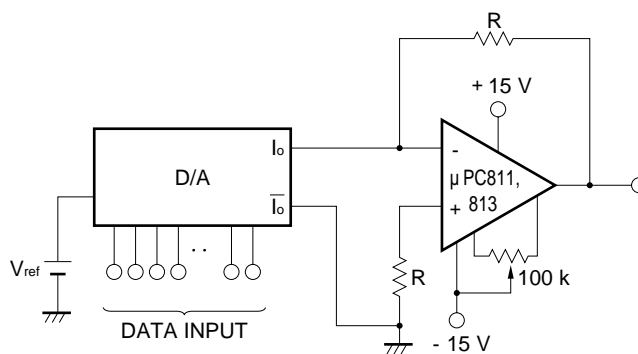 R
+ 15 V
Io
D/A
Io
-
μ PC811,
813
+
Vref
R
100 k
DATA INPUT
- 15 V